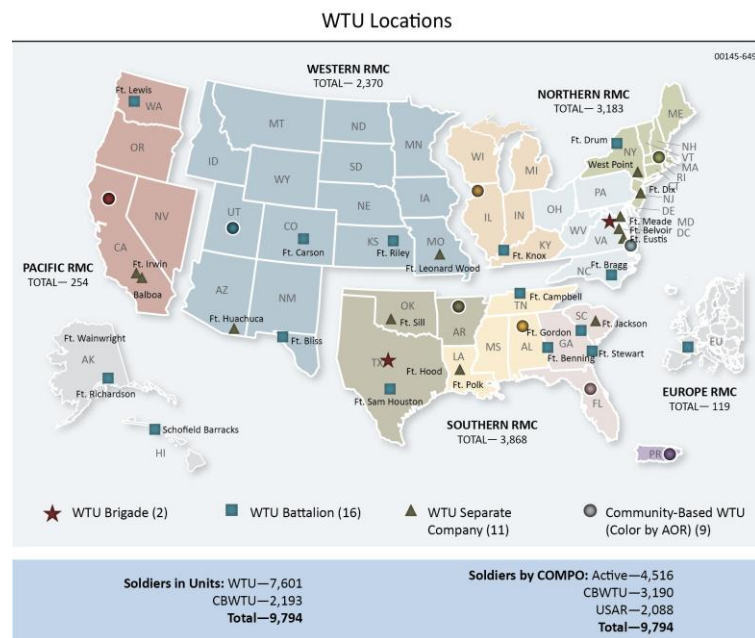 WTU Locations
00145-649
WESTERN RMC
TOTAL— 2,370
NORTHERN RMC
TOTAL— 3,183
Ft. Lewis
WA
OR
CA
NV
MT
ID
WY
UT
CO
AZ
NM
ND
SD
NE
KS
MN
IA
MO
WI
MI
IL
IN
OH
KY
PA
WV
VA
NC
NY
ME
NH
VT
MA
RI
CT
NJ
DE
MD
DC
Ft. Drum
West Point
Ft. Dix
Ft. Meade
Ft. Belvoir
Ft. Eustis
Ft. Carson
Ft. Riley
Ft. Leonard Wood
Ft. Knox
Ft. Bragg
Ft. Irwin
Balboa
PACIFIC RMC
TOTAL— 254
Ft. Huachuca
Ft. Bliss
OK
Ft. Sill
AR
TN
Ft. Campbell
TX
Ft. Hood
LA
Ft. Polk
MS
AL
GA
SC
FL
Ft. Gordon
Ft. Jackson
Ft. Benning
Ft. Stewart
Ft. Sam Houston
Ft. Wainwright
AK
Ft. Richardson
Schofield Barracks
HI
SOUTHERN RMC
TOTAL— 3,868
EU
EUROPE RMC
TOTAL— 119
PR
WTU Brigade (2)
WTU Battalion (16)
WTU Separate
Company (11)
Community-Based WTU
(Color by AOR) (9)
Soldiers in Units: WTU—7,601
CBWTU—2,193
Total—9,794
Soldiers by COMPO: Active—4,516
CBWTU—3,190
USAR—2,088
Total—9,794